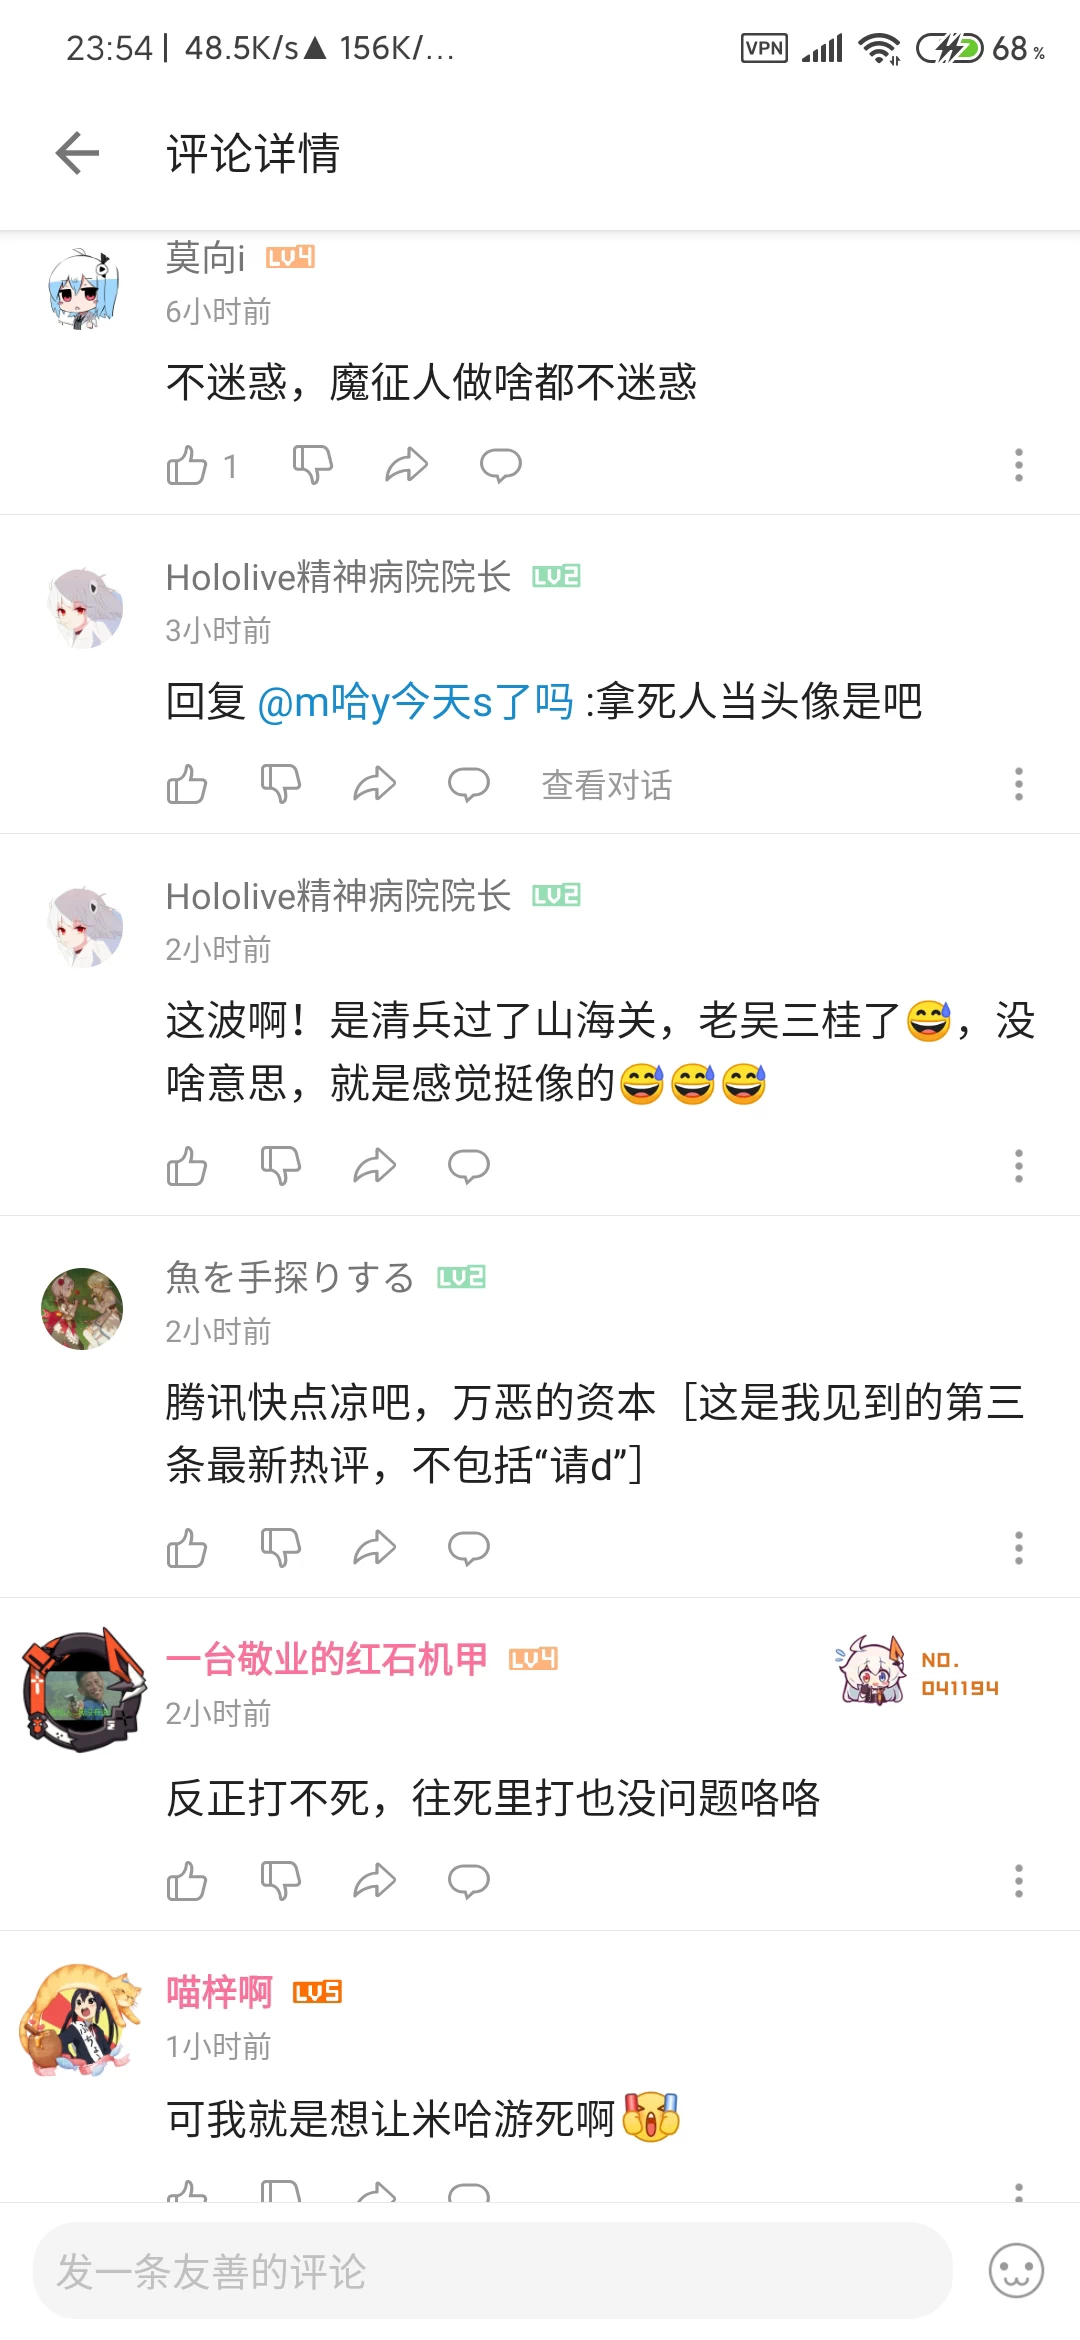 23:54 | 48.5K/s▲ 156K/...
VPN
68 %
评论详情
莫向i LV4
6小时前
不迷惑，魔征人做啥都不迷惑
1
Hololive精神病院院长 LV2
3小时前
回复 @m哈y今天s了吗 :拿死人当头像是吧
查看对话
Hololive精神病院院长 LV2
2小时前
这波啊！是清兵过了山海关，老吴三桂了😅，没
啥意思，就是感觉挺像的😅😅😅
魚を手探りする LV2
2小时前
腾讯快点凉吧，万恶的资本［这是我见到的第三
条最新热评，不包括“请d”］
一台敬业的红石机甲 LV4
NO.
041194
2小时前
反正打不死，往死里打也没问题咯咯
喵梓啊 LV5
1小时前
可我就是想让米哈游死啊
发一条友善的评论